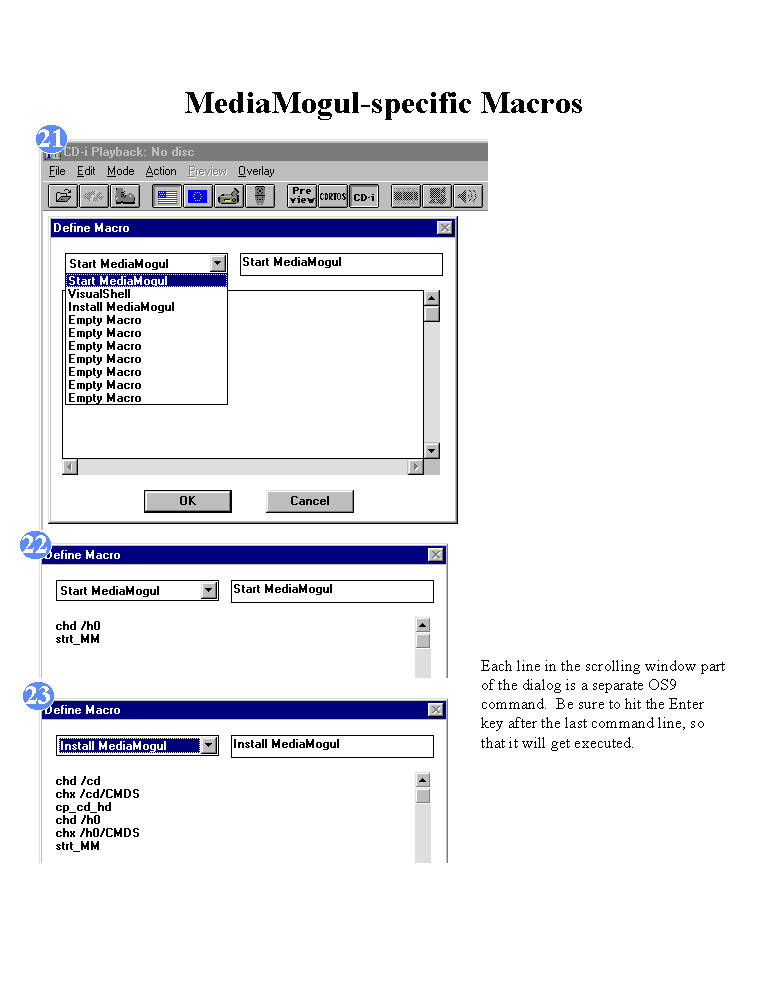 MediaMogul-specific Macros
21
CD-i Playback: No disc
File Edit Mode Action Preview Overlay
Pre view CDRTOS CD-i
Define Macro
Start MediaMogul Start MediaMogul
Start MediaMogul
VisualShell
Install MediaMogul
Empty Macro
Empty Macro
Empty Macro
Empty Macro
Empty Macro
Empty Macro
Empty Macro
OK Cancel
22
Define Macro
Start MediaMogul Start MediaMogul
chd /h0
strt_MM
23
Define Macro
Install MediaMogul Install MediaMogul
chd /cd
chx /cd/CMDS
cp_cd_hd
chd /h0
chx /h0/CMDS
strt_MM
Each line in the scrolling window part
of the dialog is a separate OS9
command. Be sure to hit the Enter
key after the last command line, so
that it will get executed.